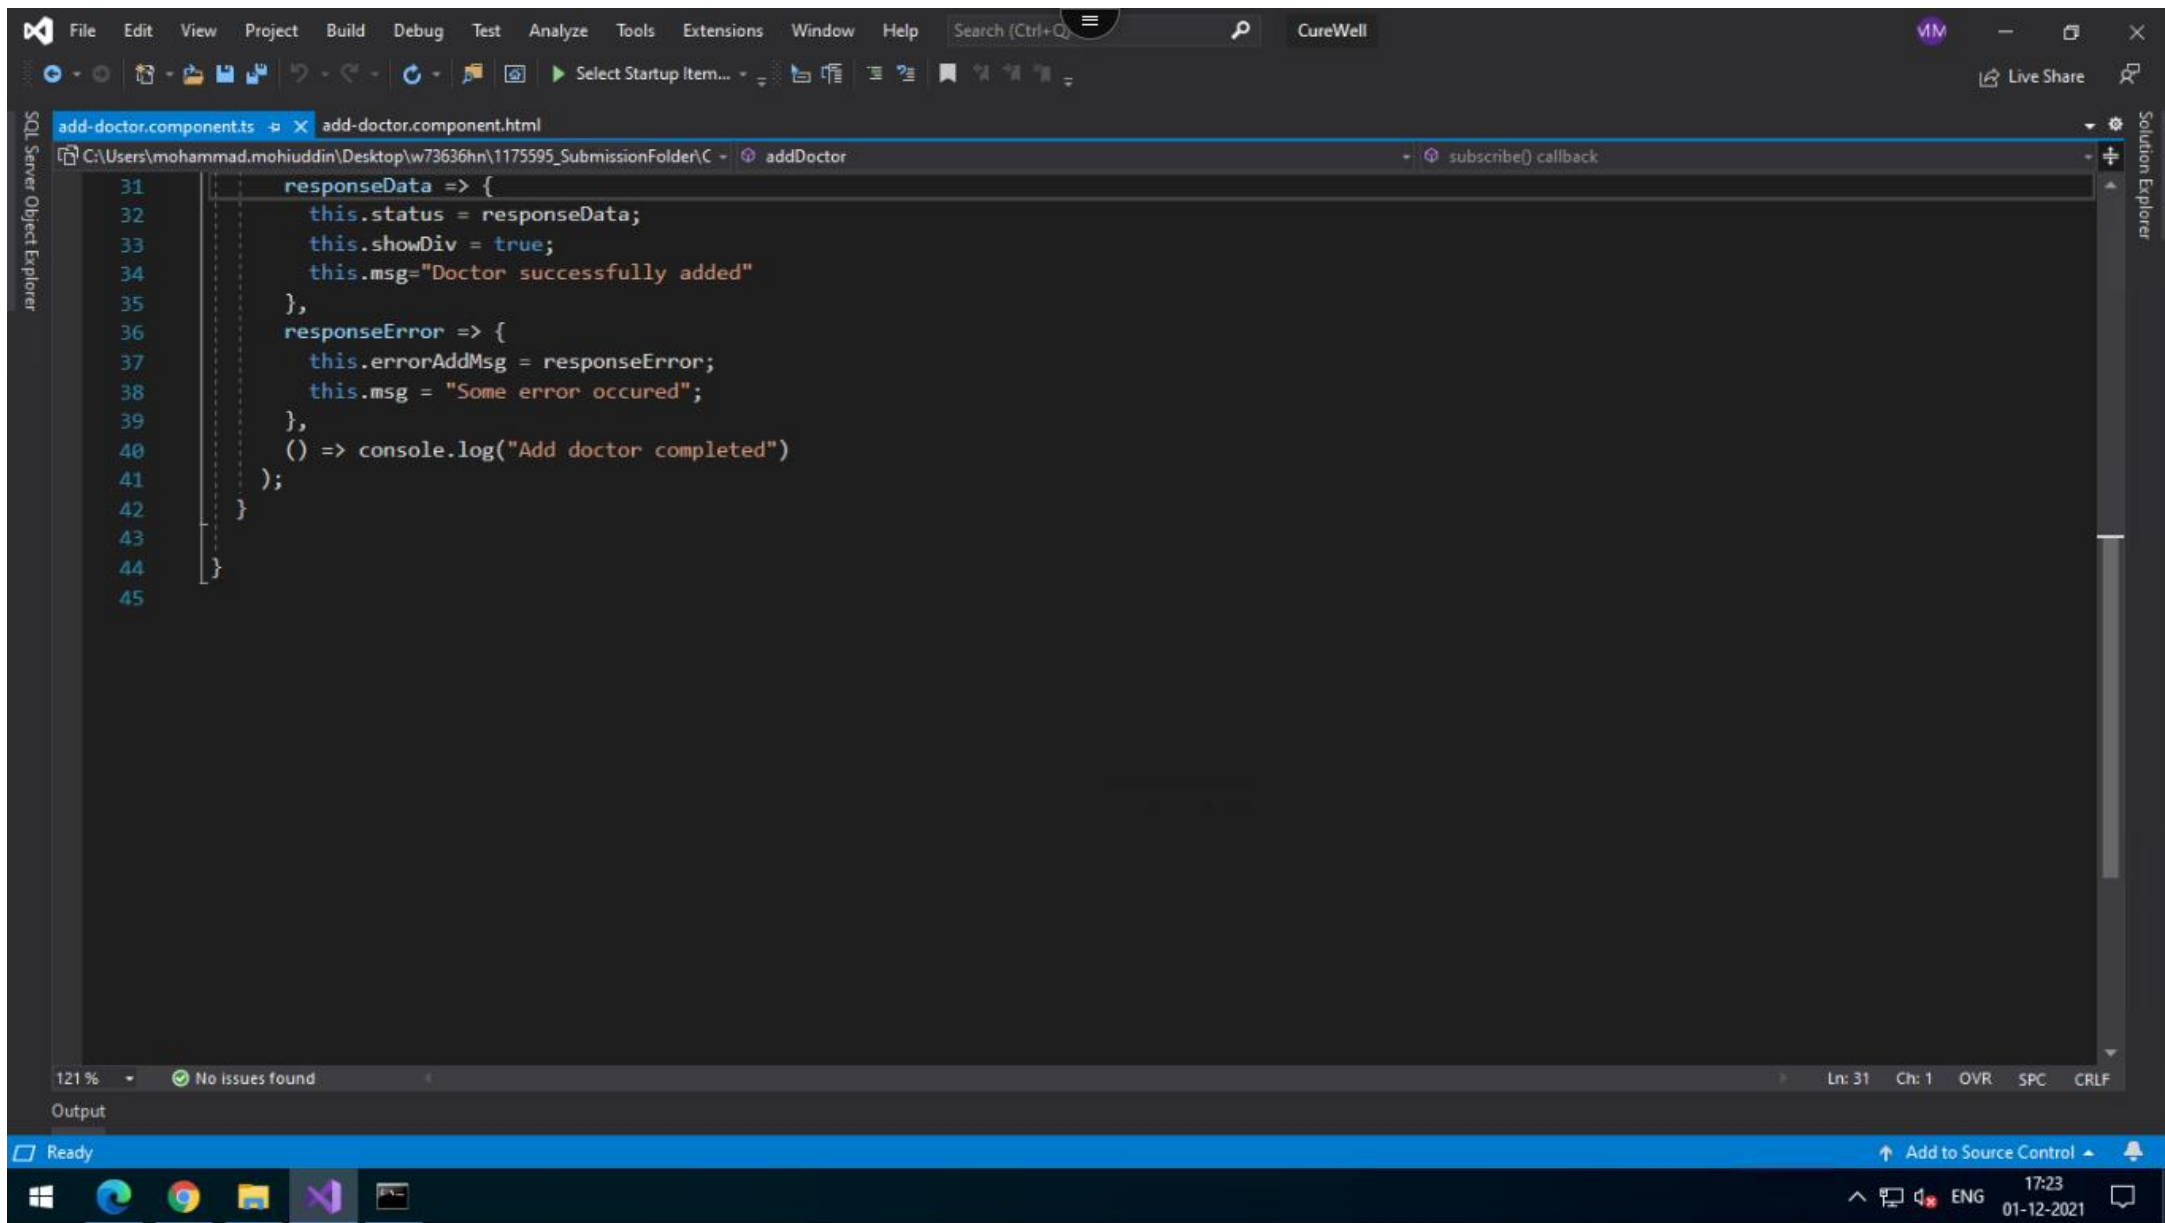 File Edit View Project Build Debug Test Analyze Tools Extensions Window Help Search (Ctrl+Q) CureWell MM
Select Startup Item... Live Share
SQL Server Object Explorer
Solution Explorer
add-doctor.component.ts add-doctor.component.html
C:\Users\mohammad.mohiuddin\Desktop\w73636hn\1175595_SubmissionFolder\C addDoctor subscribe() callback
31 responseData => {
32 this.status = responseData;
33 this.showDiv = true;
34 this.msg="Doctor successfully added"
35 },
36 responseError => {
37 this.errorAddMsg = responseError;
38 this.msg = "Some error occured";
39 },
40 () => console.log("Add doctor completed")
41 );
42 }
43
44 }
45
121 % No issues found Ln: 31 Ch: 1 OVR SPC CRLF
Output
Ready Add to Source Control
ENG 17:23
01-12-2021